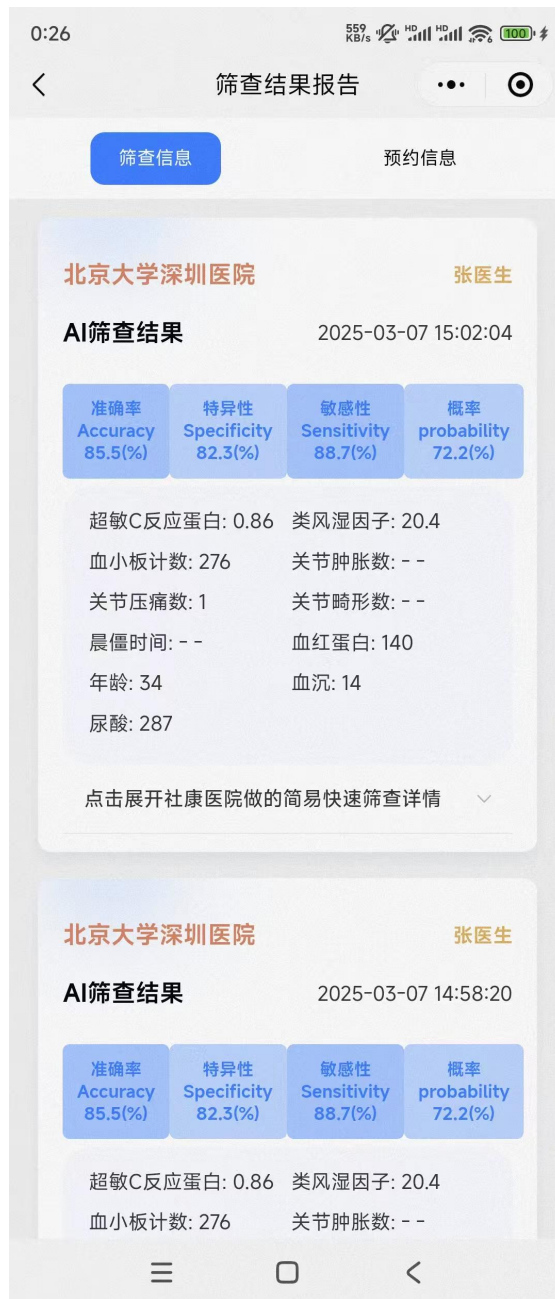 0:26 559 KB/s HD HD 100
筛查结果报告
筛查信息 预约信息
北京大学深圳医院 张医生
AI筛查结果 2025-03-07 15:02:04
准确率 特异性 敏感性 概率
Accuracy Specificity Sensitivity probability
85.5(%) 82.3(%) 88.7(%) 72.2(%)
超敏C反应蛋白: 0.86 类风湿因子: 20.4
血小板计数: 276 关节肿胀数: - -
关节压痛数: 1 关节畸形数: - -
晨僵时间: - - 血红蛋白: 140
年龄: 34 血沉: 14
尿酸: 287
点击展开社康医院做的简易快速筛查详情
北京大学深圳医院 张医生
AI筛查结果 2025-03-07 14:58:20
准确率 特异性 敏感性 概率
Accuracy Specificity Sensitivity probability
85.5(%) 82.3(%) 88.7(%) 72.2(%)
超敏C反应蛋白: 0.86 类风湿因子: 20.4
血小板计数: 276 关节肿胀数: - -